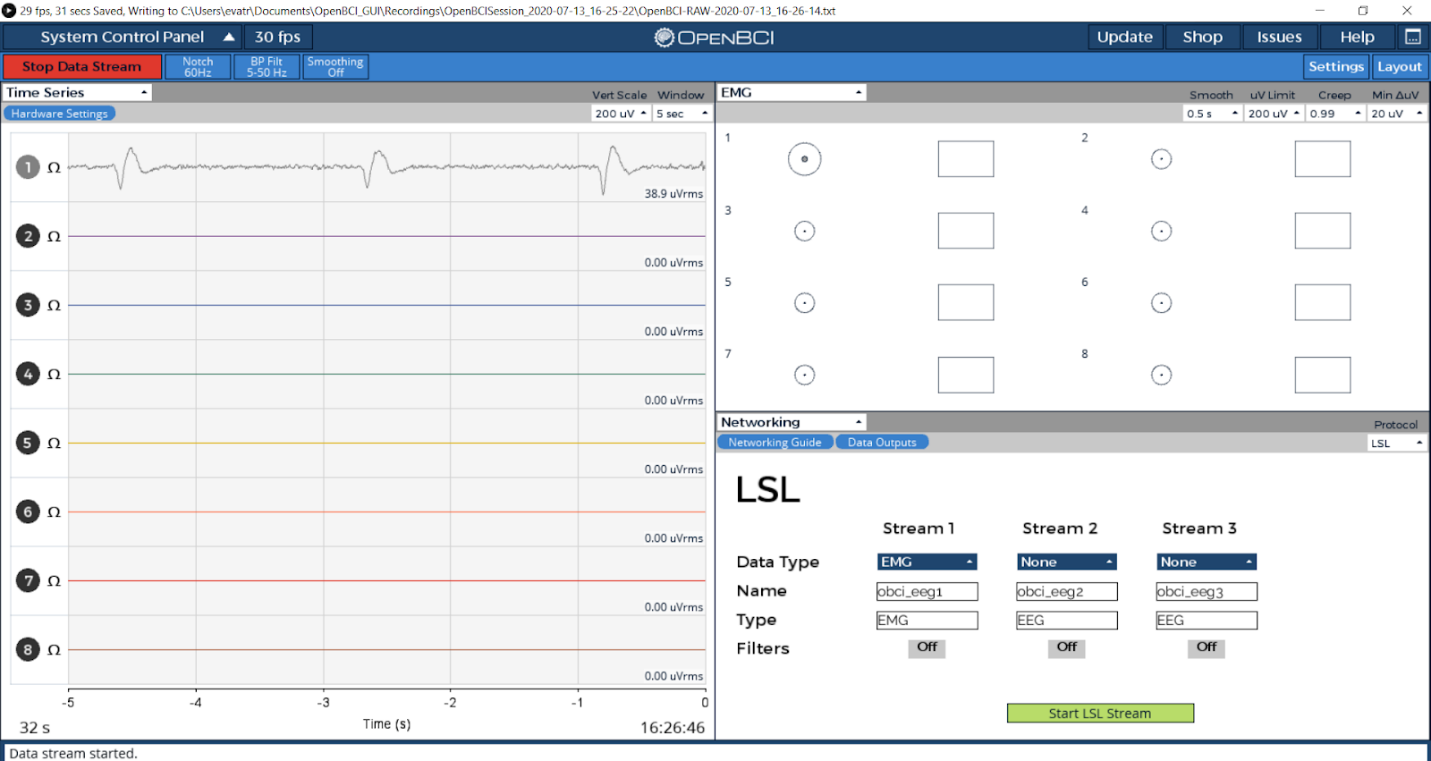 29 fps, 31 secs Saved, Writing to C:\Users\evatr\Documents\OpenBCI_GUI\Recordings\OpenBCISession_2020-07-13_16-25-22\OpenBCI-RAW-2020-07-13_16-26-14.txt
System Control Panel 30 fps OPENBCI Update Shop Issues Help
Stop Data Stream Notch 60Hz BP Filt 5-50 Hz Smoothing Off Settings Layout
Time Series Vert Scale Window
Hardware Settings 200 uV 5 sec
1 Ω 38.9 uVrms
2 Ω 0.00 uVrms
3 Ω 0.00 uVrms
4 Ω 0.00 uVrms
5 Ω 0.00 uVrms
6 Ω 0.00 uVrms
7 Ω 0.00 uVrms
8 Ω 0.00 uVrms
-5 -4 -3 -2 -1 0
32 s Time (s) 16:26:46
EMG Smooth uV Limit Creep Min ΔuV
0.5 s 200 uV 0.99 20 uV
1 2
3 4
5 6
7 8
Networking Protocol
Networking Guide Data Outputs LSL
LSL
Stream 1 Stream 2 Stream 3
Data Type EMG None None
Name obci_eeg1 obci_eeg2 obci_eeg3
Type EMG EEG EEG
Filters Off Off Off
Start LSL Stream
Data stream started.